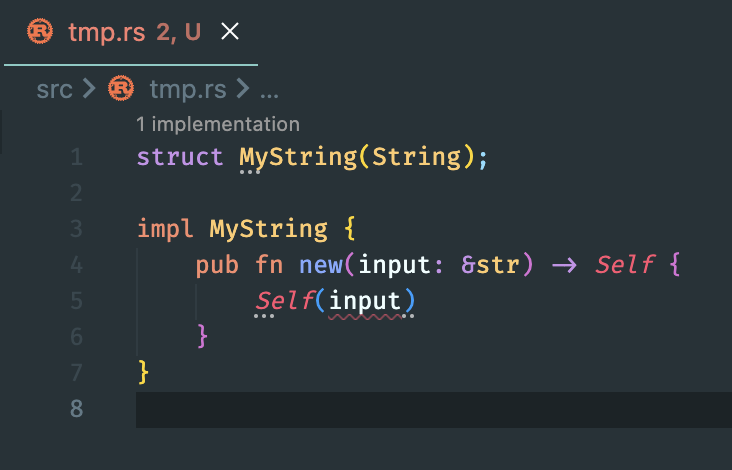 tmp.rs 2, U
src > tmp.rs > ...
1 implementation
1 struct MyString(String);
2
3 impl MyString {
4     pub fn new(input: &str) -> Self {
5         Self(input)
6     }
7 }
8